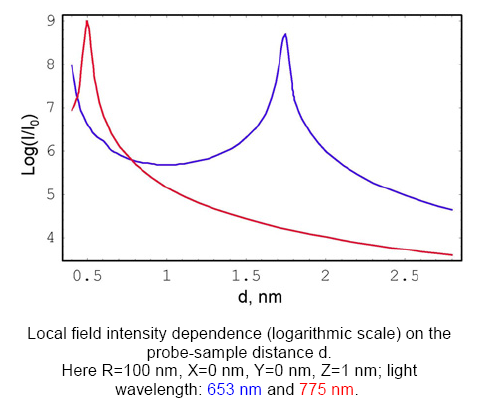 9
8
7
6
5
4
Log(I/I0)
0.5 1 1.5 2 2.5
d, nm
Local field intensity dependence (logarithmic scale) on the
probe-sample distance d.
Here R=100 nm, X=0 nm, Y=0 nm, Z=1 nm; light
wavelength: 653 nm and 775 nm.